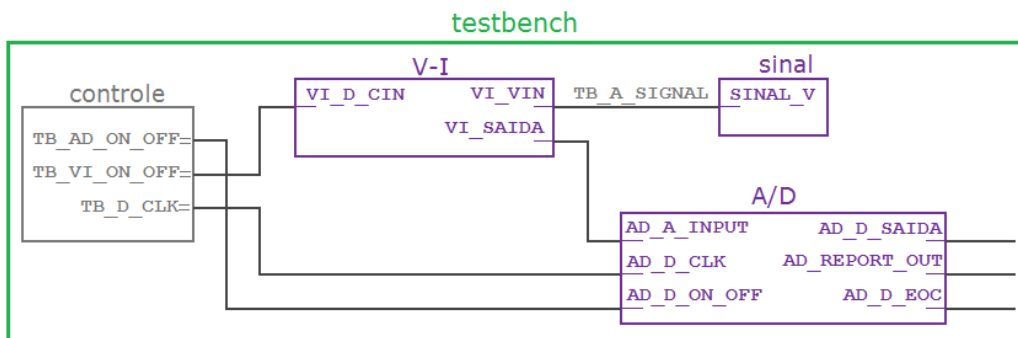 testbench
controle
TB_AD_ON_OFF=
TB_VI_ON_OFF=
TB_D_CLK=
V-I
VI_D_CIN
VI_VIN
VI_SAIDA
TB_A_SIGNAL
sinal
SINAL_V
A/D
AD_A_INPUT
AD_D_SAIDA
AD_D_CLK
AD_REPORT_OUT
AD_D_ON_OFF
AD_D_EOC